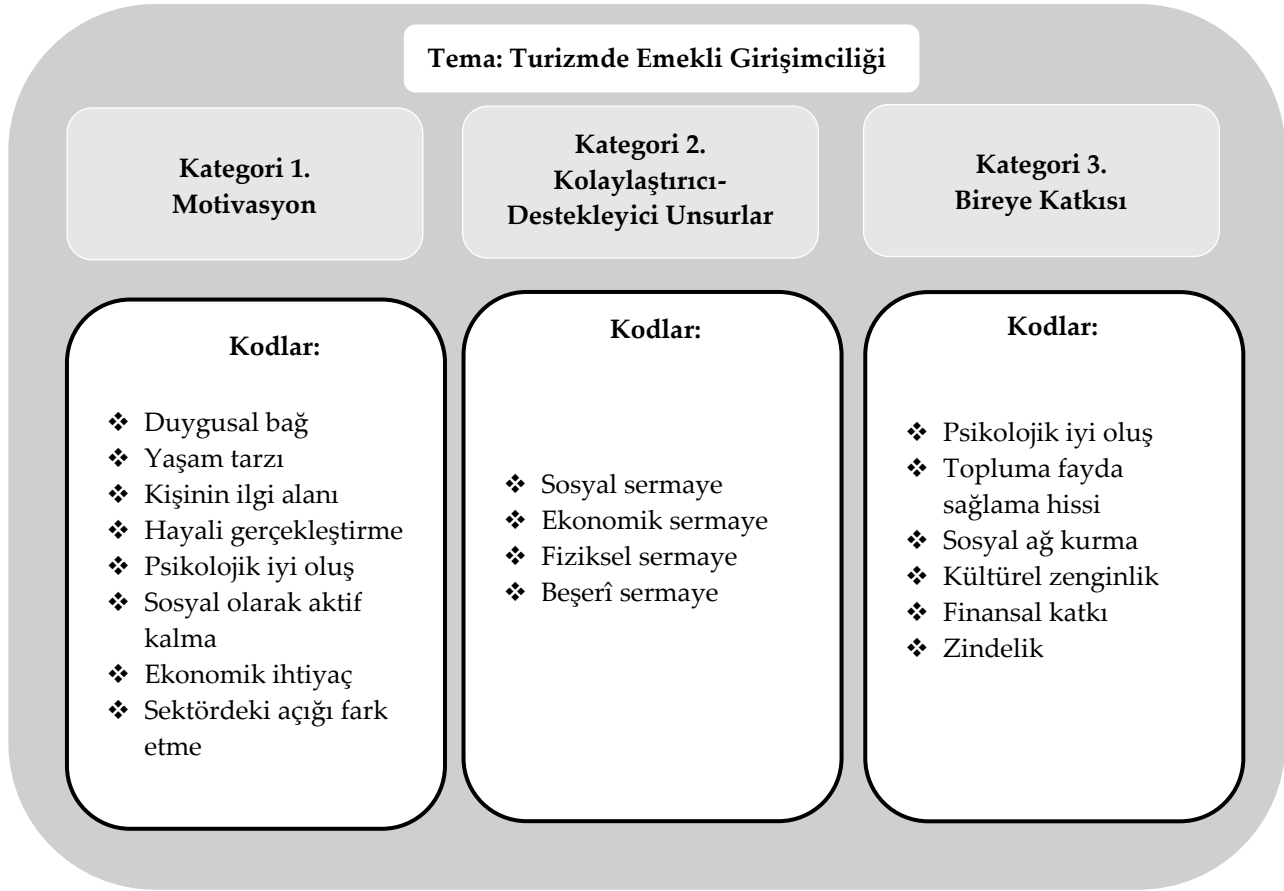 Tema: Turizmde Emekli Girişimciliği
Kategori 1.
Motivasyon
Kategori 2.
Kolaylaştırıcı-
Destekleyici Unsurlar
Kategori 3.
Bireye Katkısı
Kodlar:
❖ Duygusal bağ
❖ Yaşam tarzı
❖ Kişinin ilgi alanı
❖ Hayali gerçekleştirme
❖ Psikolojik iyi oluş
❖ Sosyal olarak aktif
kalma
❖ Ekonomik ihtiyaç
❖ Sektördeki açığı fark
etme
Kodlar:
❖ Sosyal sermaye
❖ Ekonomik sermaye
❖ Fiziksel sermaye
❖ Beşerî sermaye
Kodlar:
❖ Psikolojik iyi oluş
❖ Topluma fayda
sağlama hissi
❖ Sosyal ağ kurma
❖ Kültürel zenginlik
❖ Finansal katkı
❖ Zindelik